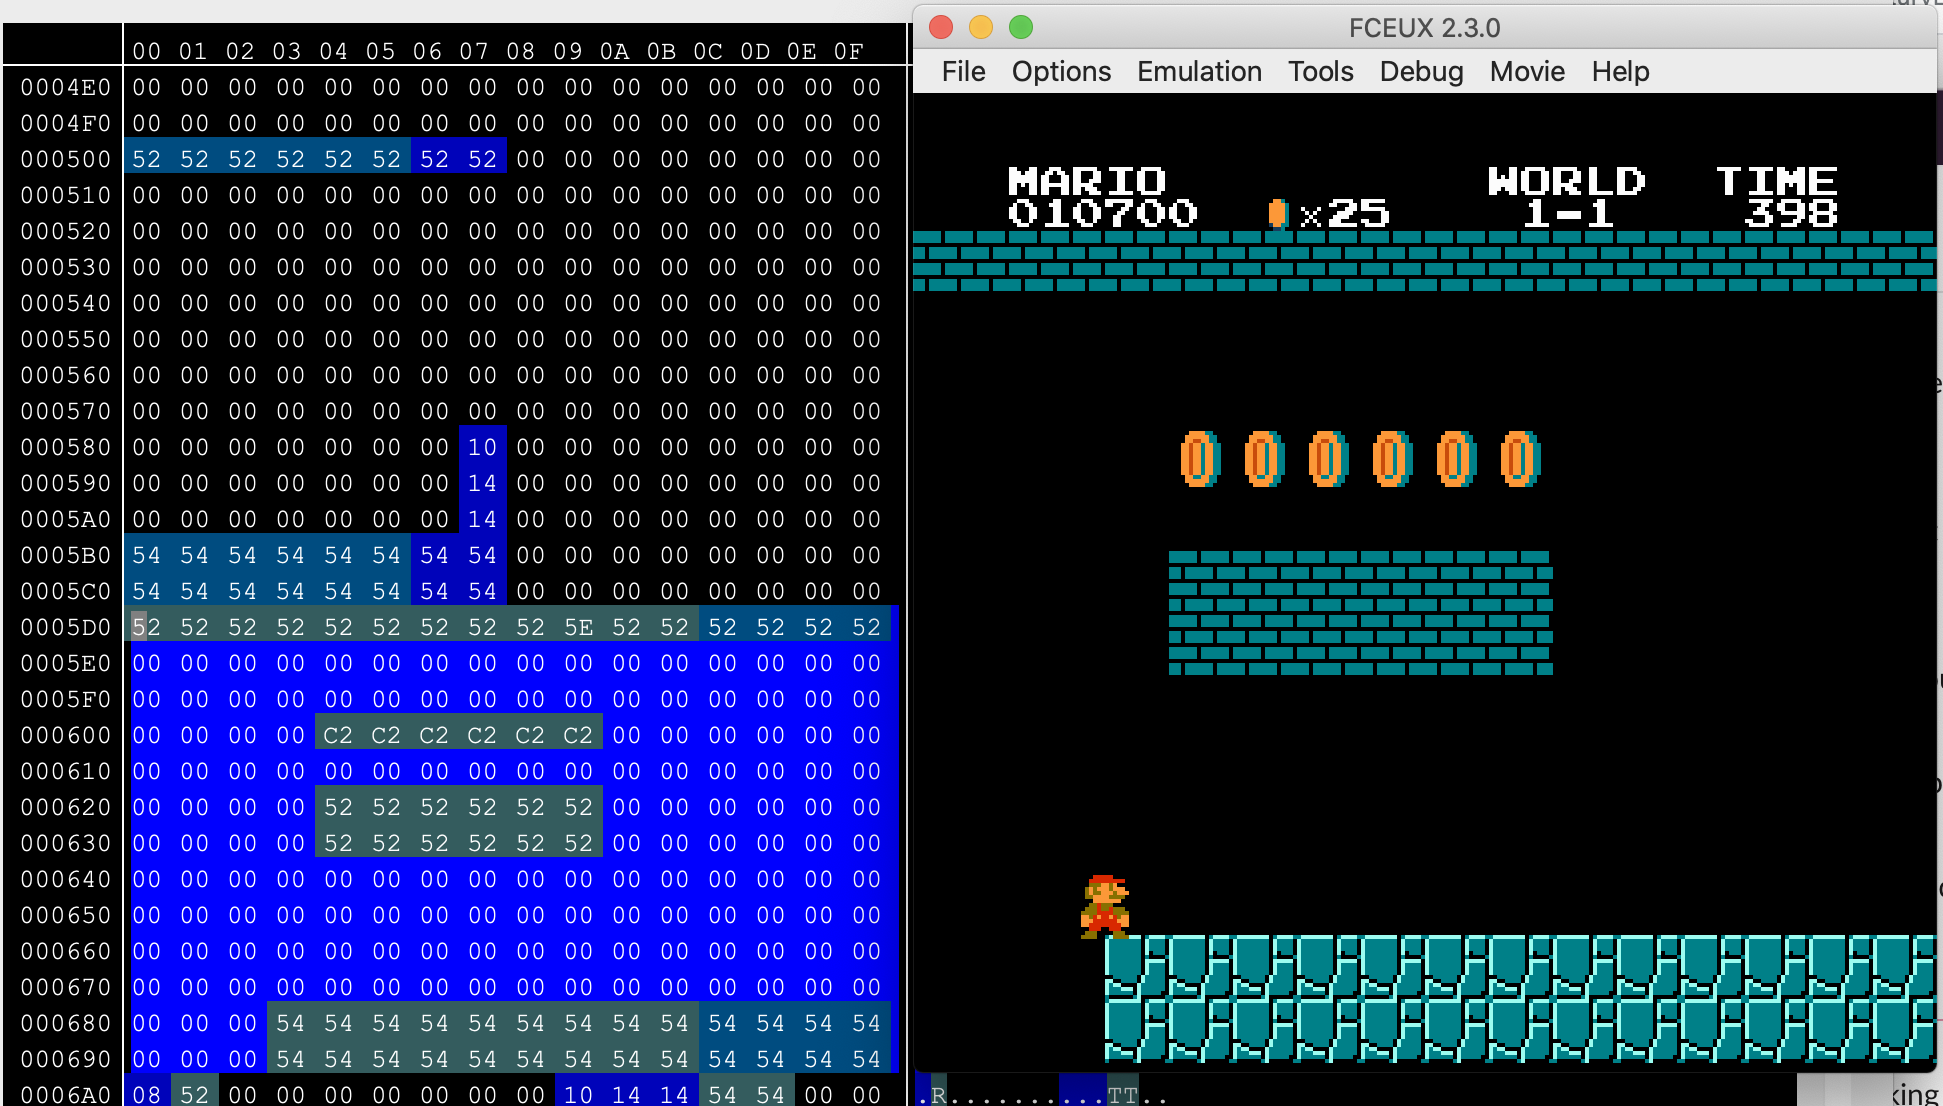 FCEUX 2.3.0
File Options Emulation Tools Debug Movie Help
00 01 02 03 04 05 06 07 08 09 0A 0B 0C 0D 0E 0F
0004E0 00 00 00 00 00 00 00 00 00 00 00 00 00 00 00 00
0004F0 00 00 00 00 00 00 00 00 00 00 00 00 00 00 00 00
000500 52 52 52 52 52 52 52 52 00 00 00 00 00 00 00 00
000510 00 00 00 00 00 00 00 00 00 00 00 00 00 00 00 00
000520 00 00 00 00 00 00 00 00 00 00 00 00 00 00 00 00
000530 00 00 00 00 00 00 00 00 00 00 00 00 00 00 00 00
000540 00 00 00 00 00 00 00 00 00 00 00 00 00 00 00 00
000550 00 00 00 00 00 00 00 00 00 00 00 00 00 00 00 00
000560 00 00 00 00 00 00 00 00 00 00 00 00 00 00 00 00
000570 00 00 00 00 00 00 00 00 00 00 00 00 00 00 00 00
000580 00 00 00 00 00 00 00 10 00 00 00 00 00 00 00 00
000590 00 00 00 00 00 00 00 14 00 00 00 00 00 00 00 00
0005A0 00 00 00 00 00 00 00 14 00 00 00 00 00 00 00 00
0005B0 54 54 54 54 54 54 54 54 00 00 00 00 00 00 00 00
0005C0 54 54 54 54 54 54 54 54 00 00 00 00 00 00 00 00
0005D0 52 52 52 52 52 52 52 52 52 5E 52 52 52 52 52 52
0005E0 00 00 00 00 00 00 00 00 00 00 00 00 00 00 00 00
0005F0 00 00 00 00 00 00 00 00 00 00 00 00 00 00 00 00
000600 00 00 00 00 C2 C2 C2 C2 C2 C2 00 00 00 00 00 00
000610 00 00 00 00 00 00 00 00 00 00 00 00 00 00 00 00
000620 00 00 00 00 52 52 52 52 52 52 00 00 00 00 00 00
000630 00 00 00 00 52 52 52 52 52 52 00 00 00 00 00 00
000640 00 00 00 00 00 00 00 00 00 00 00 00 00 00 00 00
000650 00 00 00 00 00 00 00 00 00 00 00 00 00 00 00 00
000660 00 00 00 00 00 00 00 00 00 00 00 00 00 00 00 00
000670 00 00 00 00 00 00 00 00 00 00 00 00 00 00 00 00
000680 00 00 00 54 54 54 54 54 54 54 54 54 54 54 54 54
000690 00 00 00 54 54 54 54 54 54 54 54 54 54 54 54 54
0006A0 08 52 00 00 00 00 00 00 00 10 14 14 54 54 00 00
.R..........TT..
MARIO WORLD TIME
010700 x25 1-1 398
king